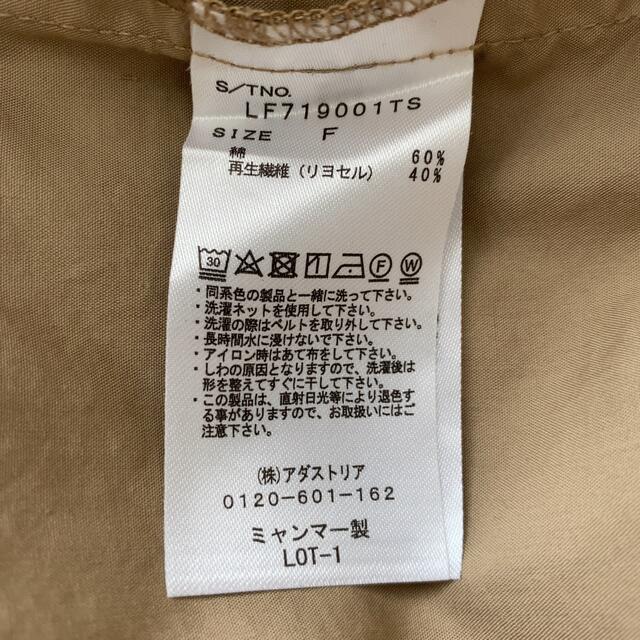 S/TNO.
LF719001TS
SIZE F
綿 60%
再生繊維（リヨセル） 40%
30 F W
・同系色の製品と一緒に洗って下さい。
・洗濯ネットを使用して下さい。
・洗濯の際はベルトを取り外して下さい。
・長時間水に浸けないで下さい。
・アイロン時はあて布をして下さい。
・しわの原因となりますので、洗濯後は
形を整えてすぐに干して下さい。
・この製品は、直射日光等により退色す
る事がありますので、お取扱いにはご
注意下さい。
（株）アダストリア
0120-601-162
ミャンマー製
LOT-1